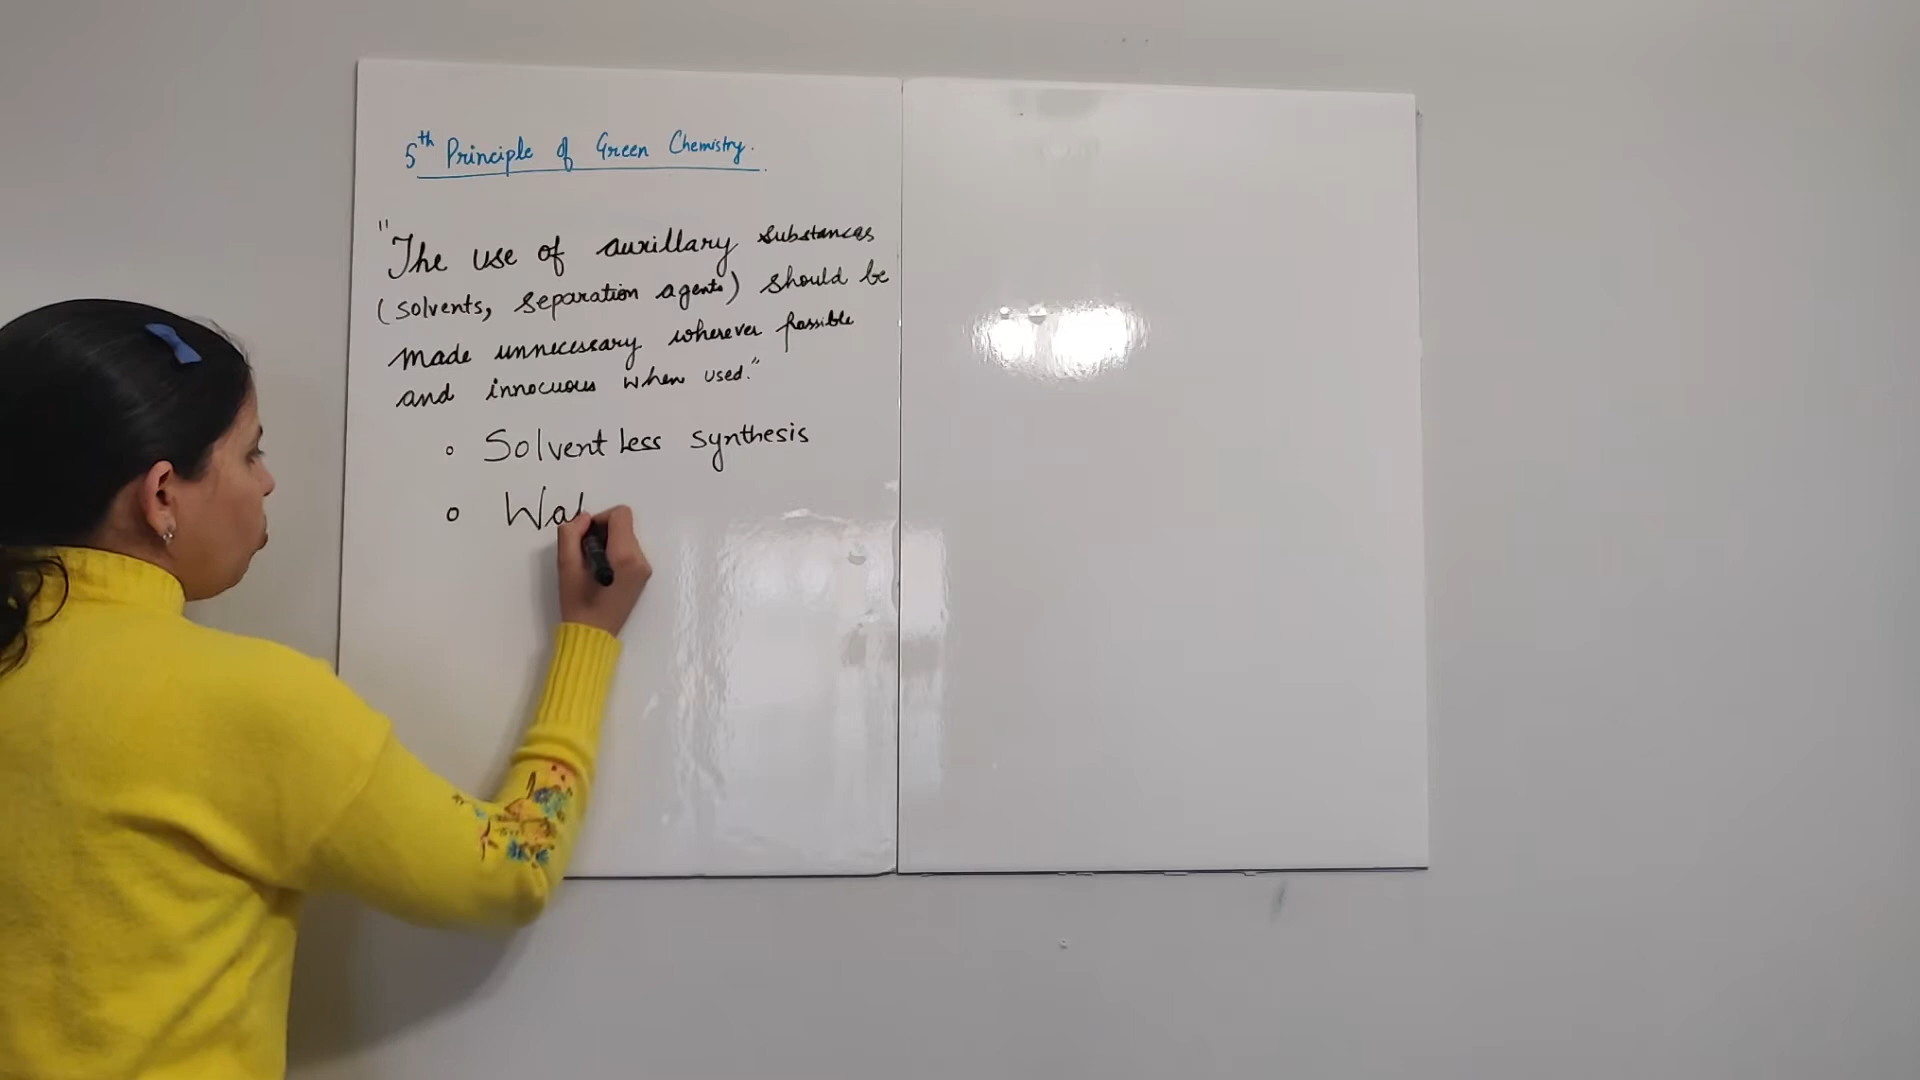 5th Principle of Green Chemistry.
"The use of auxillary substances
(solvents, separation agents) should be
made unnecessary wherever possible
and innocuous when used."
° Solvent less synthesis
° Wat